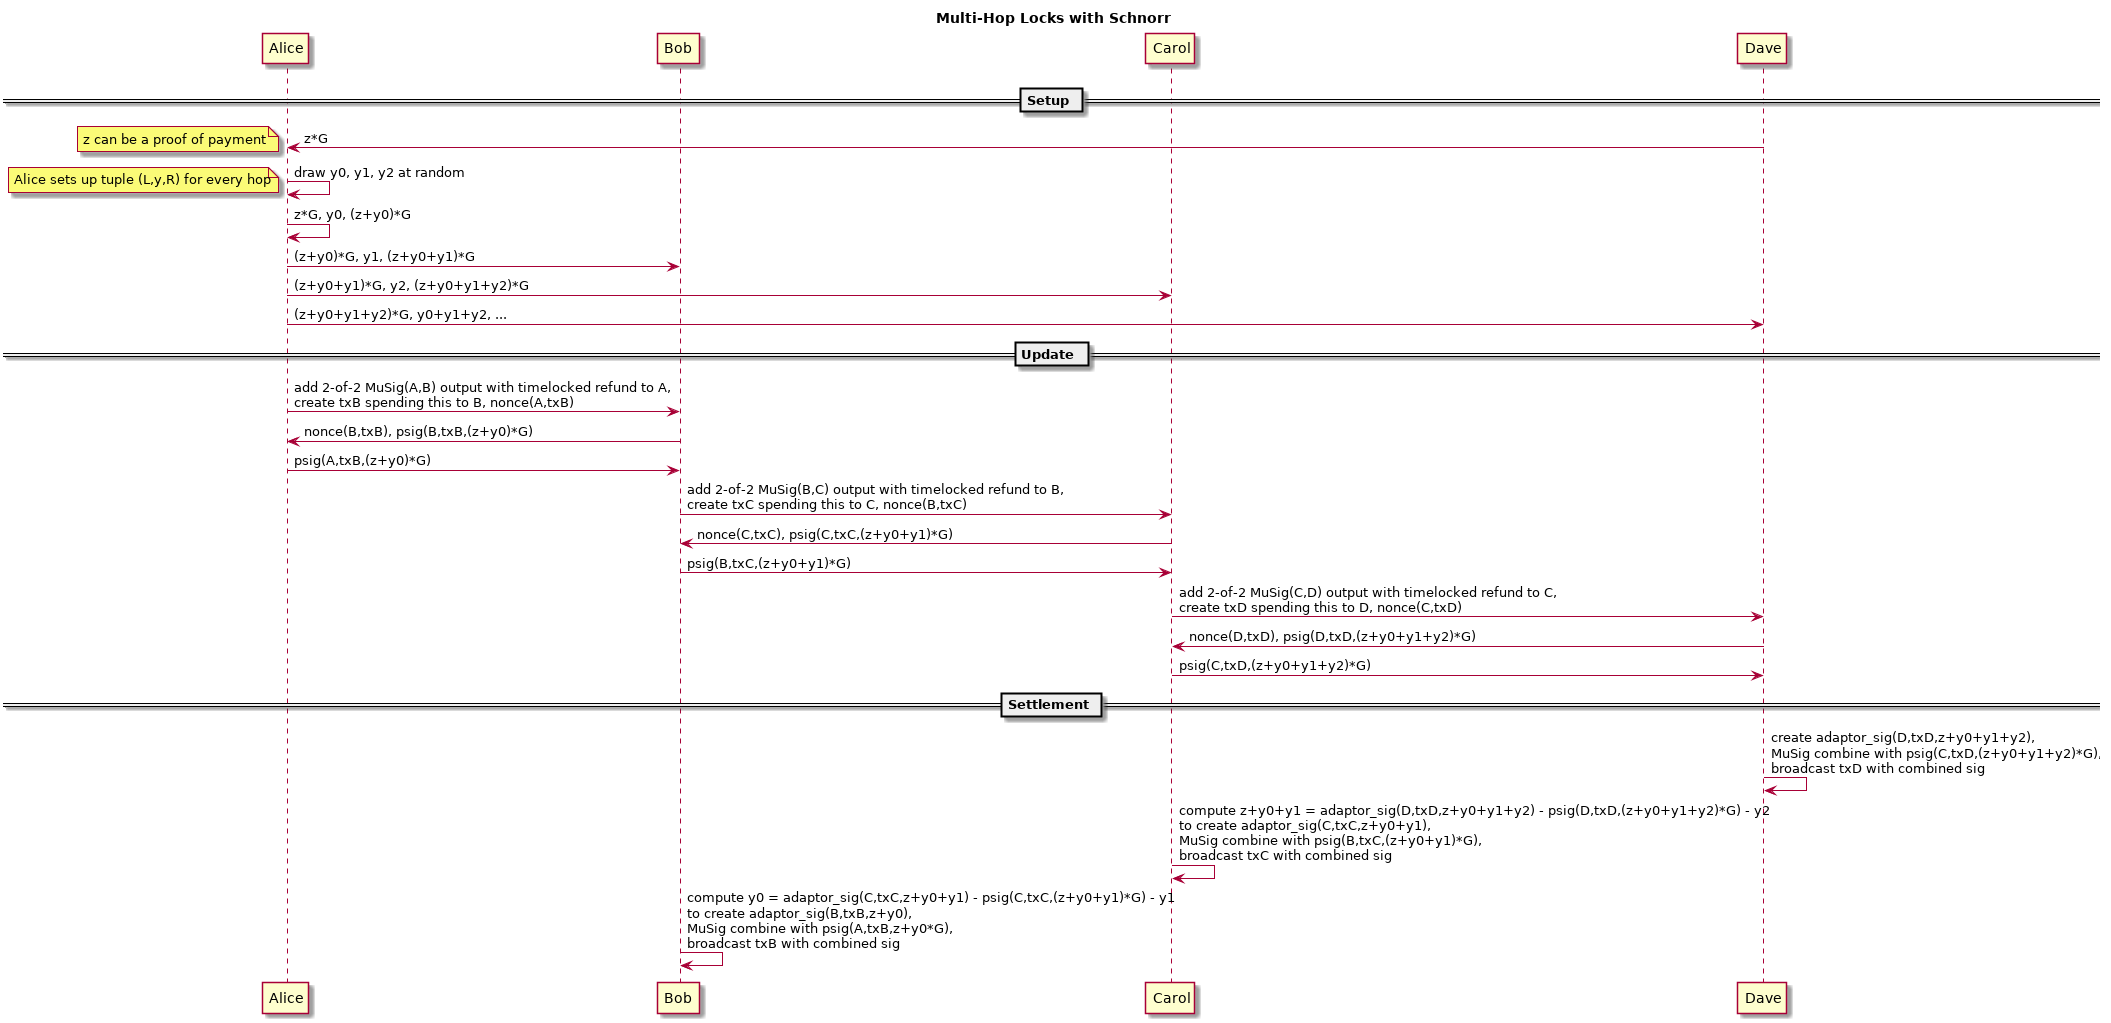 Multi-Hop Locks with Schnorr
Alice
Bob
Carol
Dave
Setup
z can be a proof of payment
z*G
Alice sets up tuple (L,y,R) for every hop
draw y0, y1, y2 at random
z*G, y0, (z+y0)*G
(z+y0)*G, y1, (z+y0+y1)*G
(z+y0+y1)*G, y2, (z+y0+y1+y2)*G
(z+y0+y1+y2)*G, y0+y1+y2, ...
Update
add 2-of-2 MuSig(A,B) output with timelocked refund to A,
create txB spending this to B, nonce(A,txB)
nonce(B,txB), psig(B,txB,(z+y0)*G)
psig(A,txB,(z+y0)*G)
add 2-of-2 MuSig(B,C) output with timelocked refund to B,
create txC spending this to C, nonce(B,txC)
nonce(C,txC), psig(C,txC,(z+y0+y1)*G)
psig(B,txC,(z+y0+y1)*G)
add 2-of-2 MuSig(C,D) output with timelocked refund to C,
create txD spending this to D, nonce(C,txD)
nonce(D,txD), psig(D,txD,(z+y0+y1+y2)*G)
psig(C,txD,(z+y0+y1+y2)*G)
Settlement
create adaptor_sig(D,txD,z+y0+y1+y2),
MuSig combine with psig(C,txD,(z+y0+y1+y2)*G),
broadcast txD with combined sig
compute z+y0+y1 = adaptor_sig(D,txD,z+y0+y1+y2) - psig(D,txD,(z+y0+y1+y2)*G) - y2
to create adaptor_sig(C,txC,z+y0+y1),
MuSig combine with psig(B,txC,(z+y0+y1)*G),
broadcast txC with combined sig
compute y0 = adaptor_sig(C,txC,z+y0+y1) - psig(C,txC,(z+y0+y1)*G) - y1
to create adaptor_sig(B,txB,z+y0),
MuSig combine with psig(A,txB,z+y0*G),
broadcast txB with combined sig
Alice
Bob
Carol
Dave